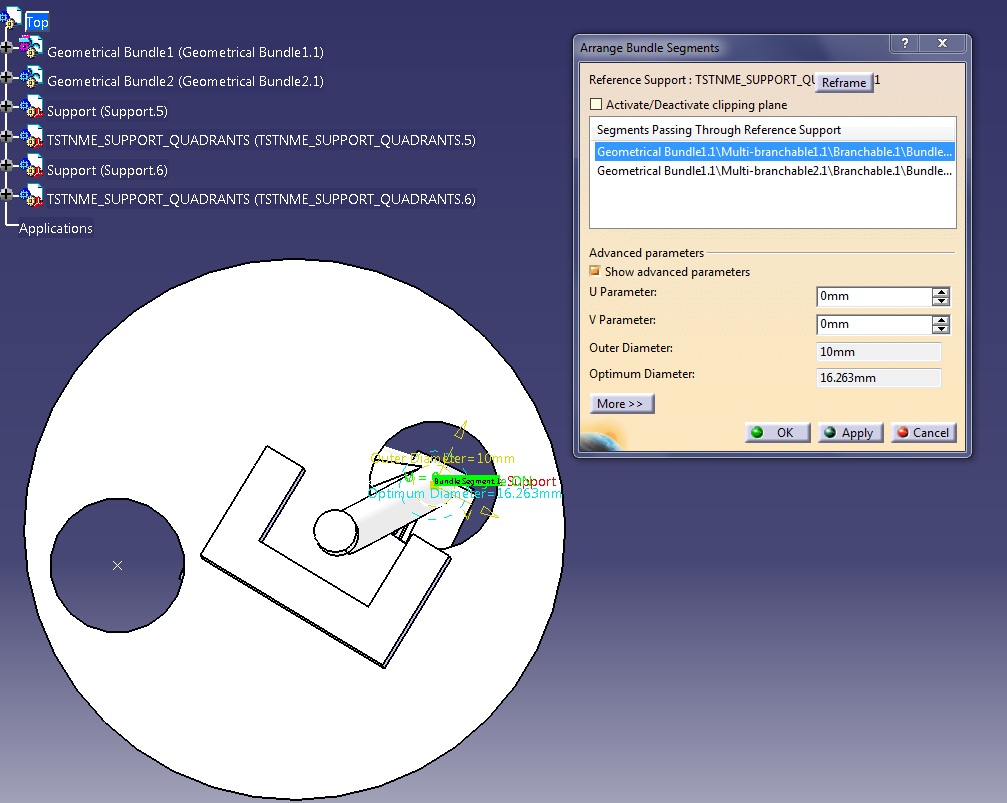 Top
Geometrical Bundle1 (Geometrical Bundle1.1)
Geometrical Bundle2 (Geometrical Bundle2.1)
Support (Support.5)
TSTNME_SUPPORT_QUADRANTS (TSTNME_SUPPORT_QUADRANTS.5)
Support (Support.6)
TSTNME_SUPPORT_QUADRANTS (TSTNME_SUPPORT_QUADRANTS.6)
Applications
Arrange Bundle Segments
Reference Support : TSTNME_SUPPORT_QU
Reframe
1
Activate/Deactivate clipping plane
Segments Passing Through Reference Support
Geometrical Bundle1.1\Multi-branchable1.1\Branchable.1\Bundle...
Geometrical Bundle1.1\Multi-branchable2.1\Branchable.1\Bundle...
Advanced parameters
Show advanced parameters
U Parameter:
0mm
V Parameter:
0mm
Outer Diameter:
10mm
Optimum Diameter:
16.263mm
More >>
OK
Apply
Cancel
Outer Diameter=10mm
Bundle Segment.1
Support
Optimum Diameter=16.263mm